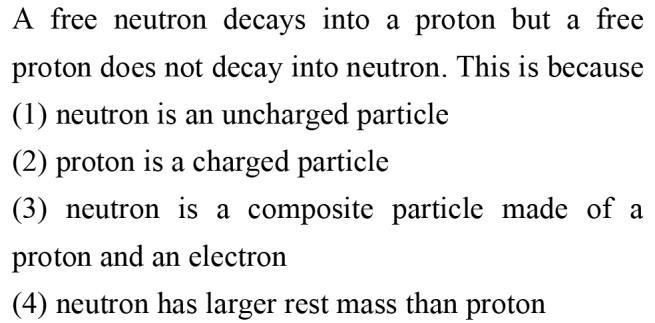 A free neutron decays into a proton but a free
proton does not decay into neutron. This is because
(1) neutron is an uncharged particle
(2) proton is a charged particle
(3) neutron is a composite particle made of a
proton and an electron
(4) neutron has larger rest mass than proton